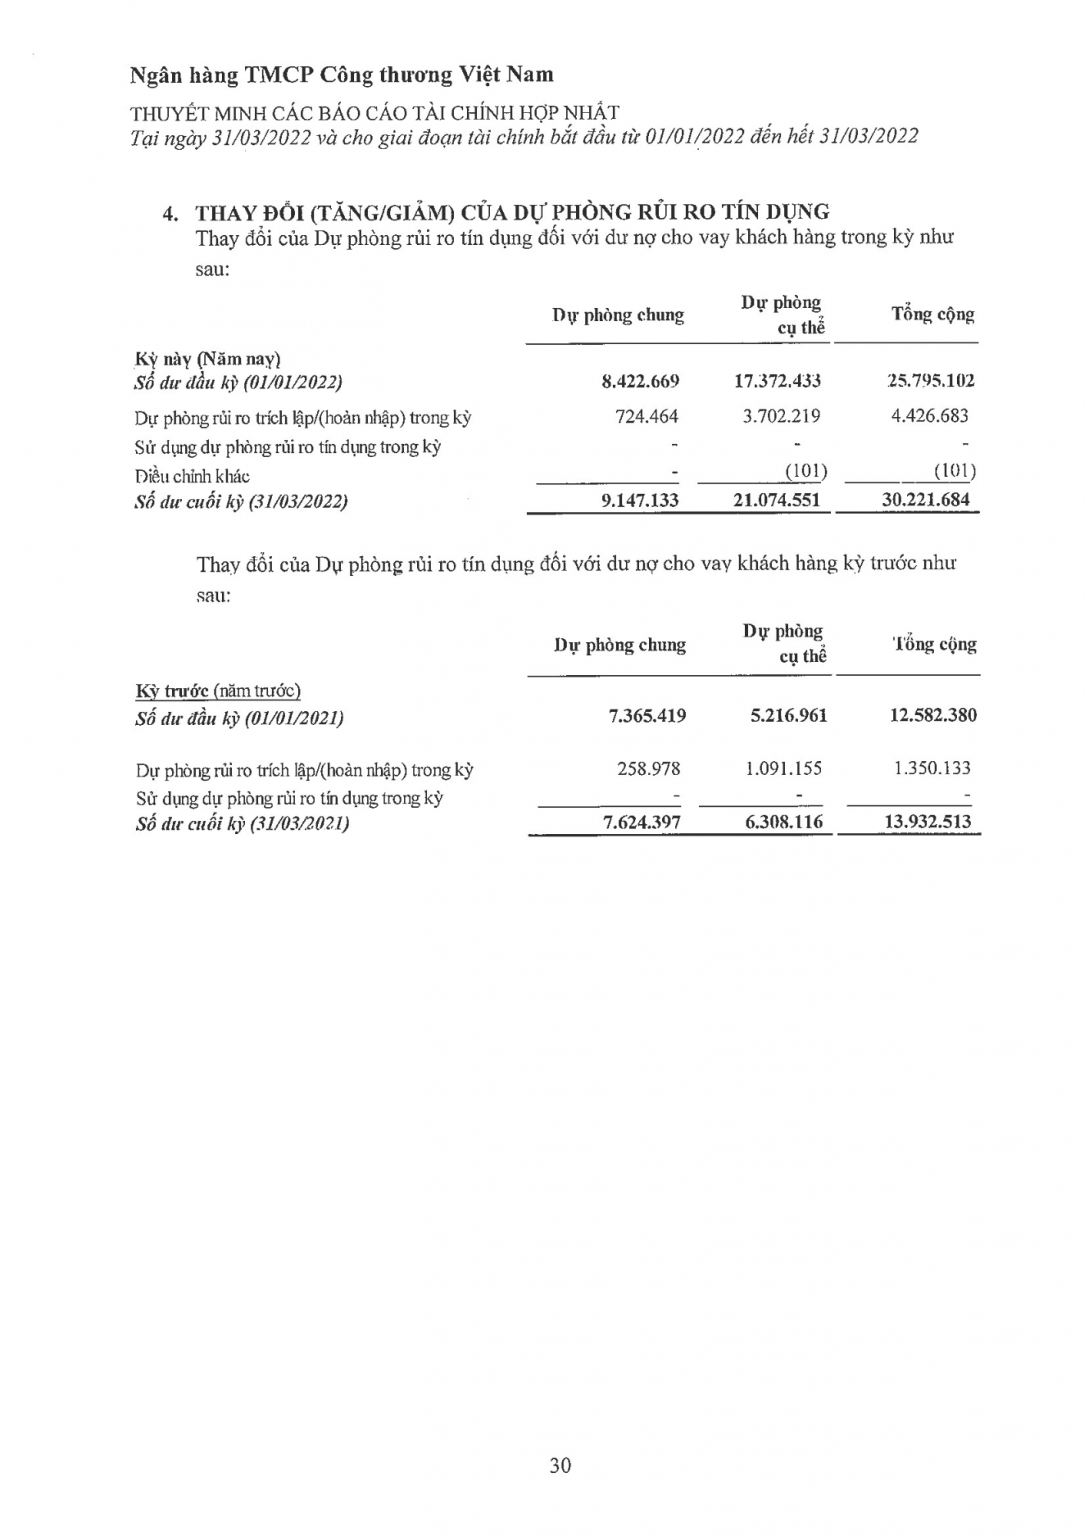 Ngân hàng TMCP Công thương Việt Nam
THUYẾT MINH CÁC BÁO CÁO TÀI CHÍNH HỢP NHẤT
Tại ngày 31/03/2022 và cho giai đoạn tài chính bắt đầu từ 01/01/2022 đến hết 31/03/2022
4. THAY ĐỔI (TĂNG/GIẢM) CỦA DỰ PHÒNG RỦI RO TÍN DỤNG
Thay đổi của Dự phòng rủi ro tín dụng đối với dư nợ cho vay khách hàng trong kỳ như
sau:
Dự phòng chung Dự phòng cụ thể Tổng cộng
Kỳ này (Năm nay)
Số dư đầu kỳ (01/01/2022) 8.422.669 17.372.433 25.795.102
Dự phòng rủi ro trích lập/(hoàn nhập) trong kỳ 724.464 3.702.219 4.426.683
Sử dụng dự phòng rủi ro tín dụng trong kỳ - - -
Điều chỉnh khác - (101) (101)
Số dư cuối kỳ (31/03/2022) 9.147.133 21.074.551 30.221.684
Thay đổi của Dự phòng rủi ro tín dụng đối với dư nợ cho vay khách hàng kỳ trước như
sau:
Dự phòng chung Dự phòng cụ thể Tổng cộng
Kỳ trước (năm trước)
Số dư đầu kỳ (01/01/2021) 7.365.419 5.216.961 12.582.380
Dự phòng rủi ro trích lập/(hoàn nhập) trong kỳ 258.978 1.091.155 1.350.133
Sử dụng dự phòng rủi ro tín dụng trong kỳ - - -
Số dư cuối kỳ (31/03/2021) 7.624.397 6.308.116 13.932.513
30